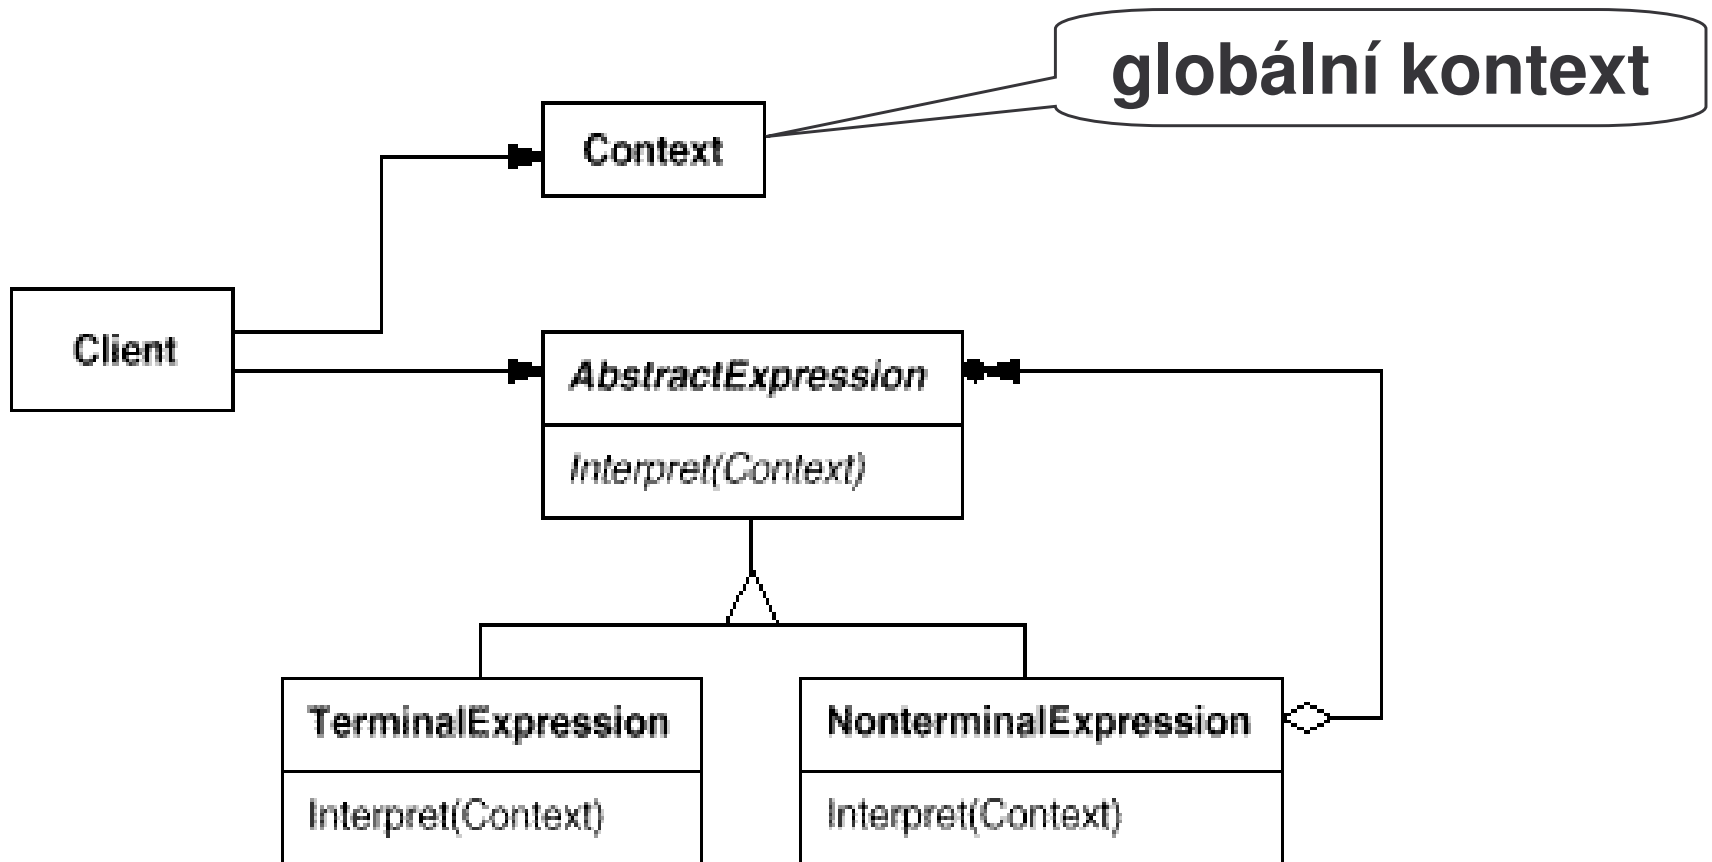 globální kontext
Context
Client
AbstractExpression
Interpret(Context)
TerminalExpression
NonterminalExpression
Interpret(Context)
Interpret(Context)